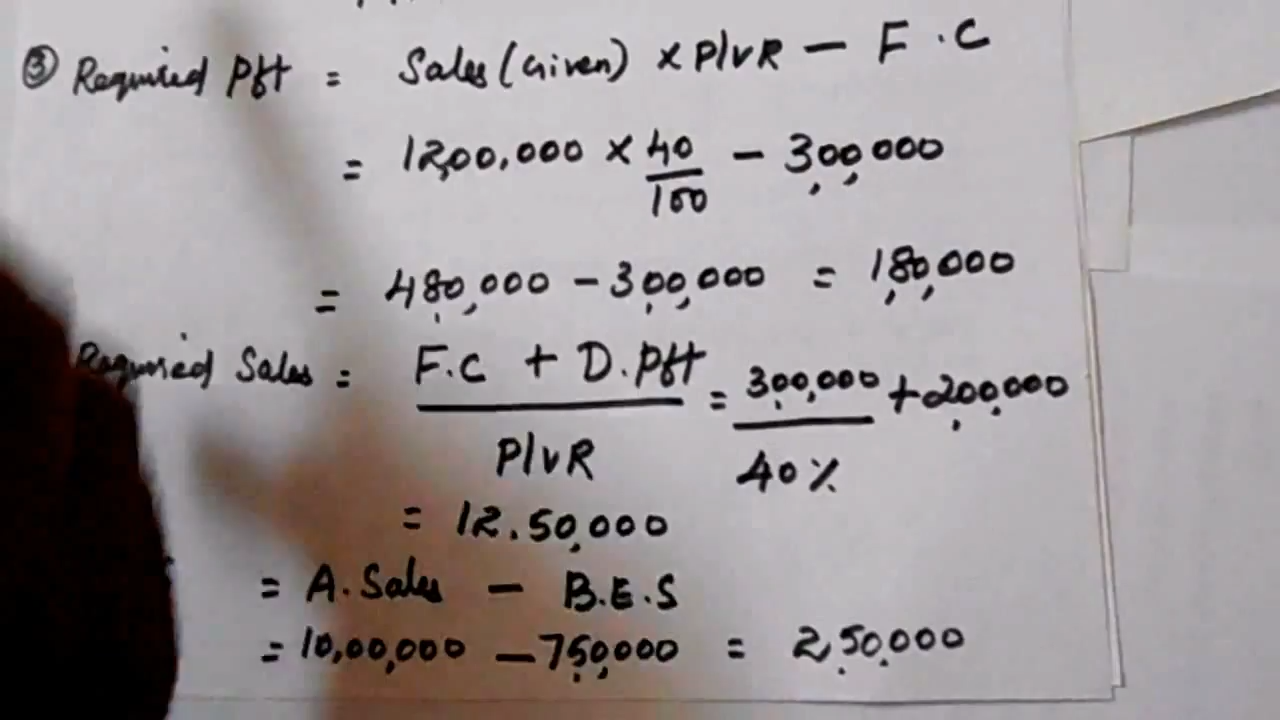 ③ Required Pft = Sales (Given) × P/VR − F.C
= 12,00,000 × 40/100 − 300,000
= 480,000 − 300,000 = 180,000
Required Sales = F.C + D.Pft / P/VR = 300,000 + 200,000 / 40%
= 12,50,000
= A.Sales − B.E.S
= 10,00,000 − 750,000 = 2,50,000